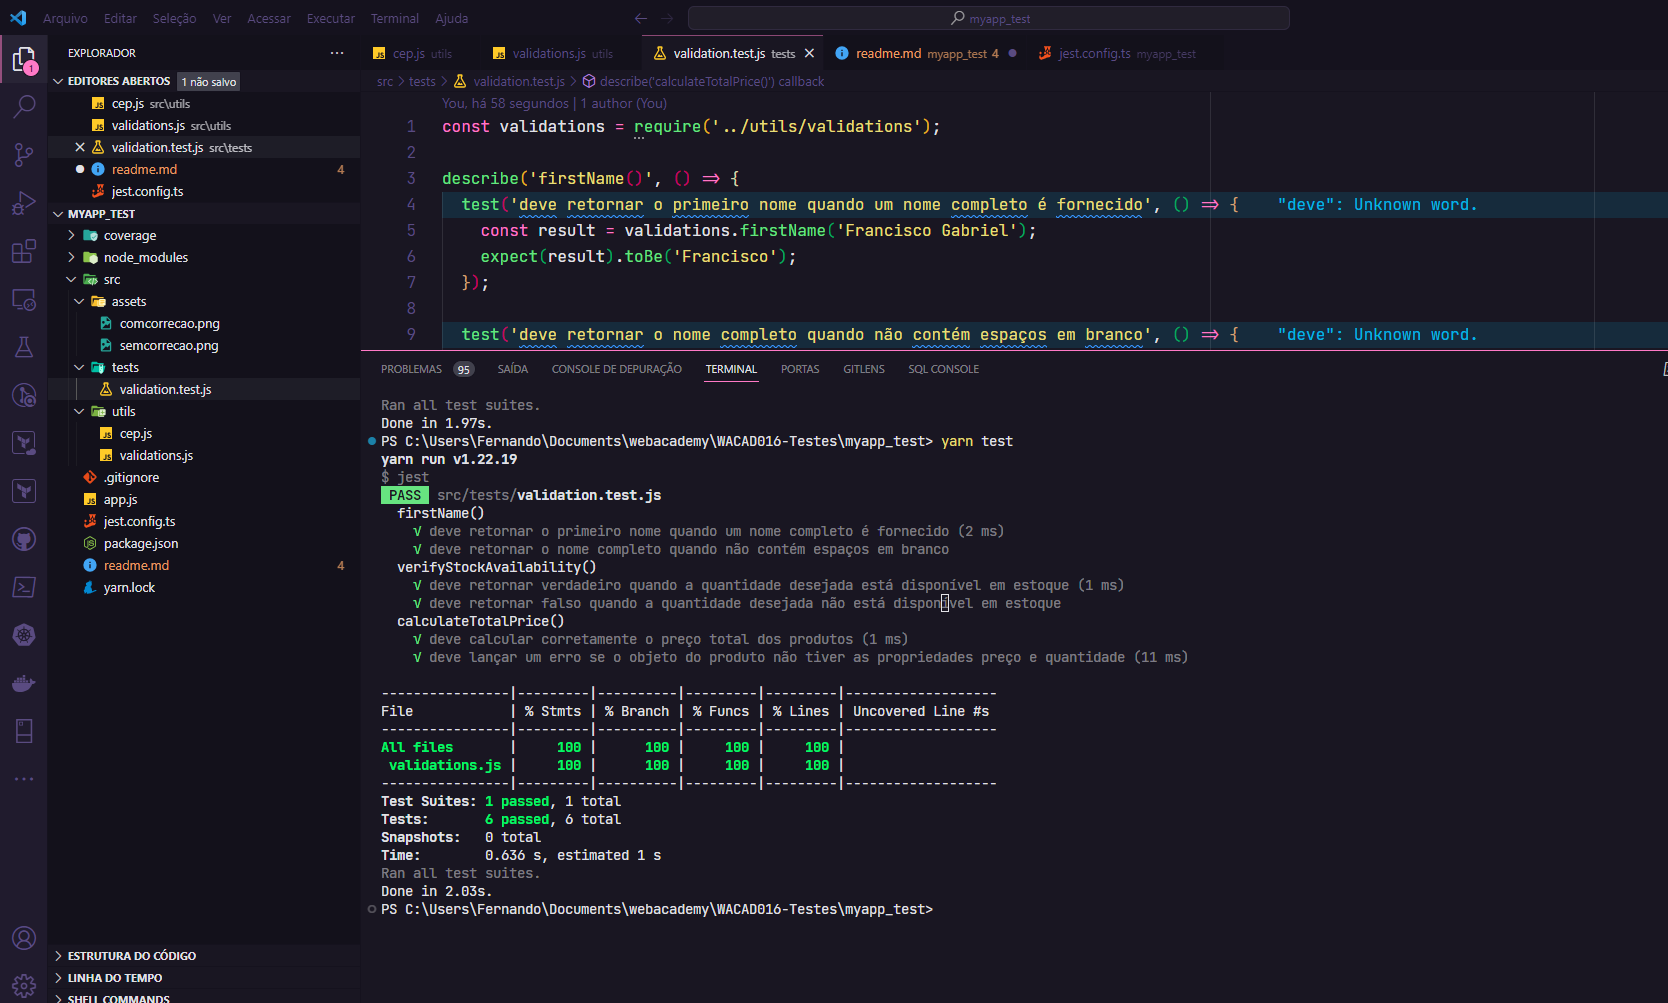 Arquivo Editar Seleção Ver Acessar Executar Terminal Ajuda
myapp_test
EXPLORADOR
EDITORES ABERTOS 1 não salvo
cep.js src\utils
validations.js src\utils
validation.test.js src\tests
readme.md 4
jest.config.ts
MYAPP_TEST
coverage
node_modules
src
assets
comcorrecao.png
semcorrecao.png
tests
validation.test.js
utils
cep.js
validations.js
.gitignore
app.js
jest.config.ts
package.json
readme.md 4
yarn.lock
ESTRUTURA DO CÓDIGO
LINHA DO TEMPO
SHELL COMMANDS
1
cep.js utils validations.js utils validation.test.js tests readme.md myapp_test 4 jest.config.ts myapp_test
src > tests > validation.test.js > describe('calculateTotalPrice()') callback
You, há 58 segundos | 1 author (You)
1 const validations = require('../utils/validations');
2
3 describe('firstName()', () => {
4 test('deve retornar o primeiro nome quando um nome completo é fornecido', () => { "deve": Unknown word.
5 const result = validations.firstName('Francisco Gabriel');
6 expect(result).toBe('Francisco');
7 });
8
9 test('deve retornar o nome completo quando não contém espaços em branco', () => { "deve": Unknown word.
PROBLEMAS 95 SAÍDA CONSOLE DE DEPURAÇÃO TERMINAL PORTAS GITLENS SQL CONSOLE
Ran all test suites.
Done in 1.97s.
PS C:\Users\Fernando\Documents\webacademy\WACAD016-Testes\myapp_test> yarn test
yarn run v1.22.19
$ jest
PASS src/tests/validation.test.js
firstName()
√ deve retornar o primeiro nome quando um nome completo é fornecido (2 ms)
√ deve retornar o nome completo quando não contém espaços em branco
verifyStockAvailability()
√ deve retornar verdadeiro quando a quantidade desejada está disponível em estoque (1 ms)
√ deve retornar falso quando a quantidade desejada não está disponível em estoque
calculateTotalPrice()
√ deve calcular corretamente o preço total dos produtos (1 ms)
√ deve lançar um erro se o objeto do produto não tiver as propriedades preço e quantidade (11 ms)
----------------|---------|----------|---------|---------|-------------------
File | % Stmts | % Branch | % Funcs | % Lines | Uncovered Line #s
----------------|---------|----------|---------|---------|-------------------
All files | 100 | 100 | 100 | 100 |
validations.js | 100 | 100 | 100 | 100 |
----------------|---------|----------|---------|---------|-------------------
Test Suites: 1 passed, 1 total
Tests: 6 passed, 6 total
Snapshots: 0 total
Time: 0.636 s, estimated 1 s
Ran all test suites.
Done in 2.03s.
PS C:\Users\Fernando\Documents\webacademy\WACAD016-Testes\myapp_test>